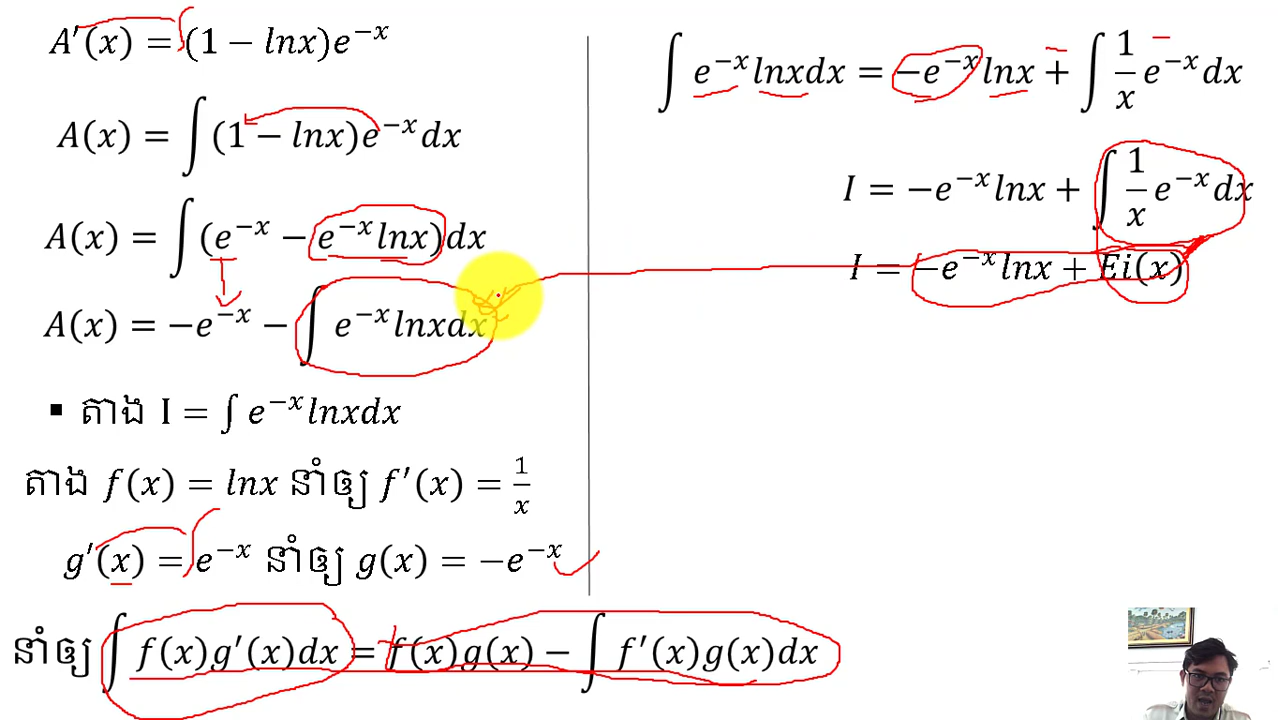 A′(x) = (1 − lnx)e^{−x}
A(x) = ∫(1 − lnx)e^{−x}dx
A(x) = ∫(e^{−x} − e^{−x}lnx)dx
A(x) = −e^{−x} − ∫e^{−x}lnxdx
▪ តាង I = ∫ e^{−x}lnxdx
តាង f(x) = lnx នាំឲ្យ f′(x) = 1/x
g′(x) = e^{−x} នាំឲ្យ g(x) = −e^{−x}
នាំឲ្យ ∫f(x)g′(x)dx = f(x)g(x) − ∫f′(x)g(x)dx
∫e^{−x}lnxdx = −e^{−x}lnx + ∫1/x e^{−x}dx
I = −e^{−x}lnx + ∫1/x e^{−x}dx
I = −e^{−x}lnx + Ei(x)